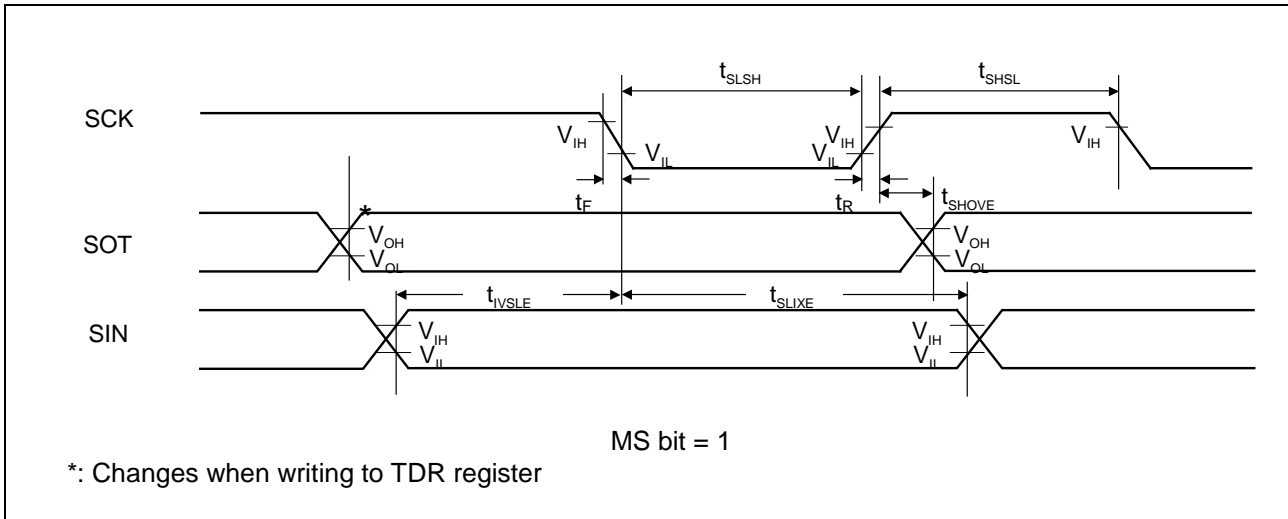 tSLSH tSHSL
SCK
VIH VIL VIL VIH VIH
tF tR tSHOVE
*
SOT
VOH VOH
VOL VOL
tIVSLE tSLIXE
SIN
VIH VIH
VIL VIL
MS bit = 1
*: Changes when writing to TDR register